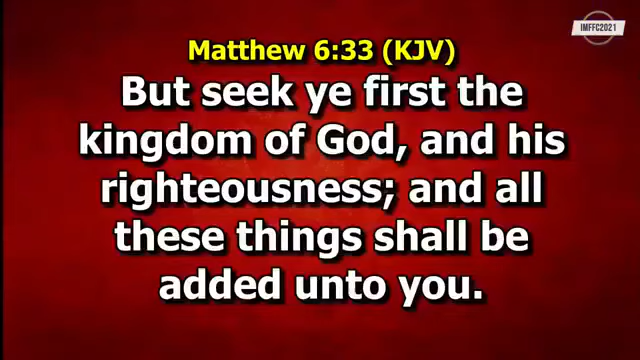 IMFFC2021
Matthew 6:33 (KJV)
But seek ye first the
kingdom of God, and his
righteousness; and all
these things shall be
added unto you.